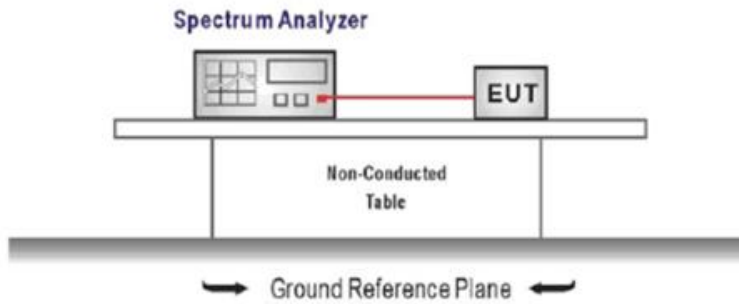 Spectrum Analyzer
EUT
Non-Conducted
Table
Ground Reference Plane